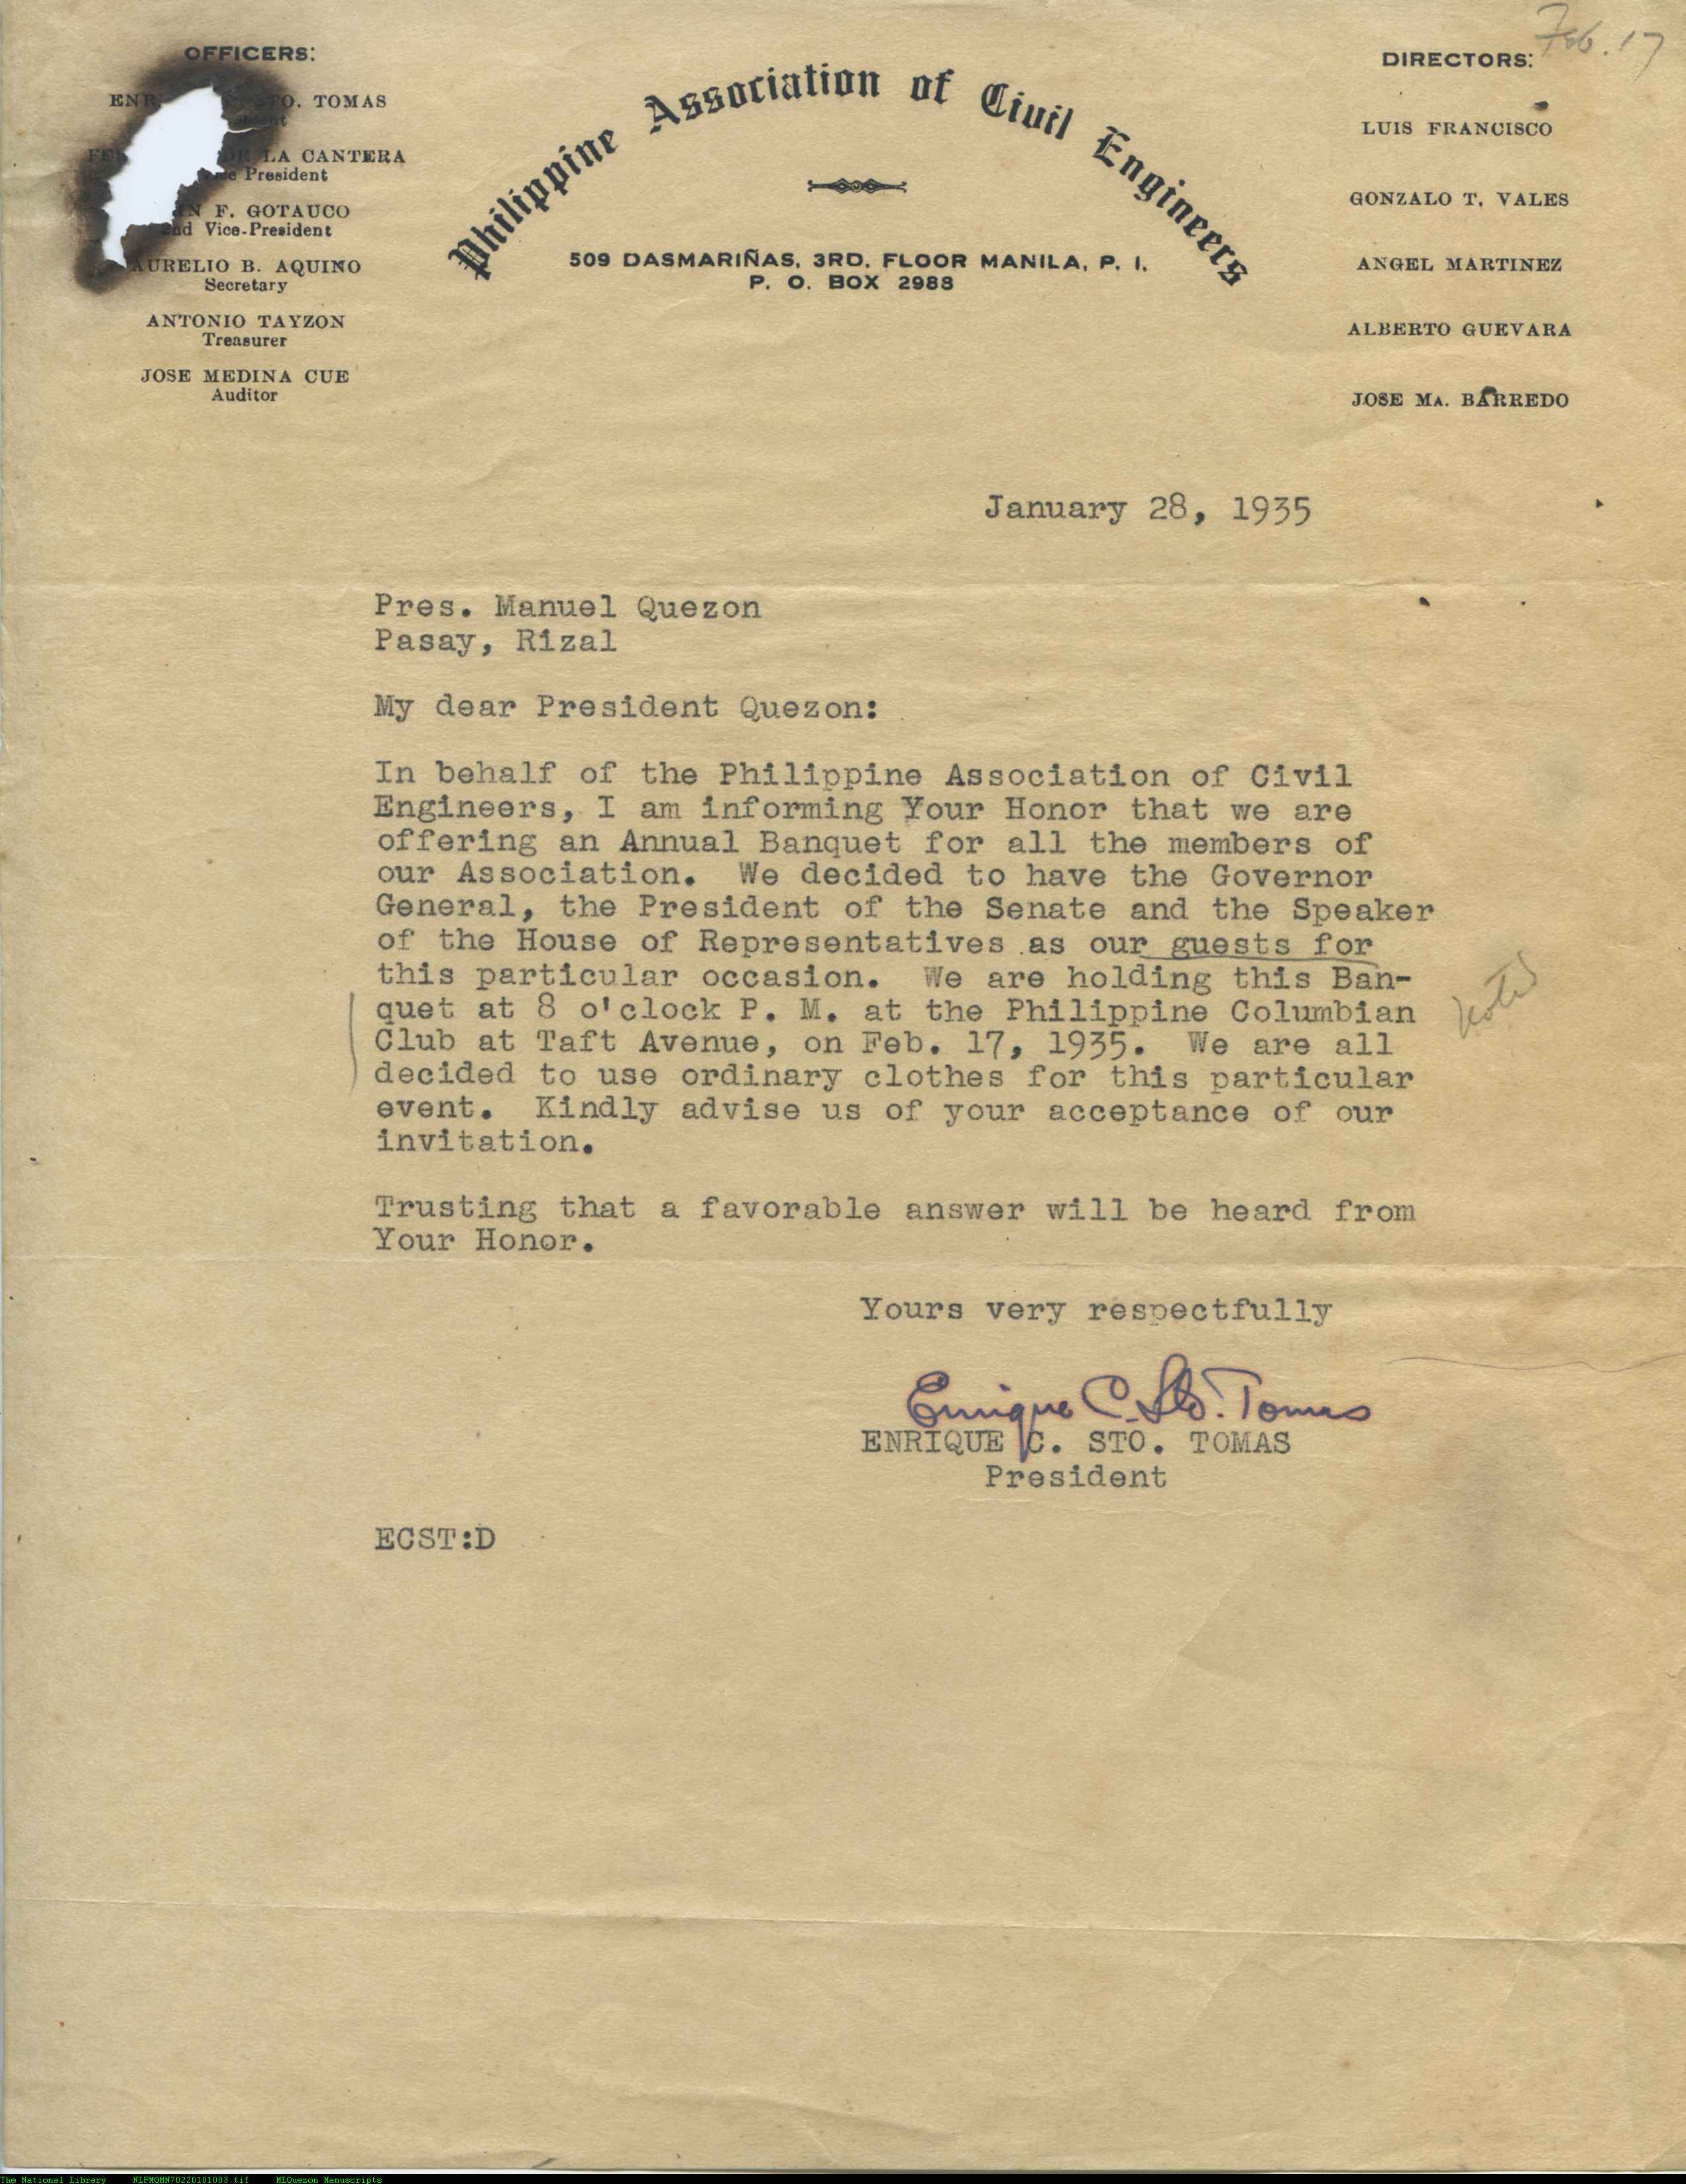 Feb. 17
OFFICERS:
STO. TOMAS
LA CANTERA
President
F. GOTAUCO
2nd Vice-President
AURELIO B. AQUINO
Secretary
ANTONIO TAYZON
Treasurer
JOSE MEDINA CUE
Auditor
Philippine Association of Civil Engineers
509 DASMARIÑAS, 3RD. FLOOR MANILA, P. I.
P. O. BOX 2988
DIRECTORS:
LUIS FRANCISCO
GONZALO T. VALES
ANGEL MARTINEZ
ALBERTO GUEVARA
JOSE MA. BARREDO
January 28, 1935
Pres. Manuel Quezon
Pasay, Rizal
My dear President Quezon:
In behalf of the Philippine Association of Civil
Engineers, I am informing Your Honor that we are
offering an Annual Banquet for all the members of
our Association. We decided to have the Governor
General, the President of the Senate and the Speaker
of the House of Representatives as our guests for
this particular occasion. We are holding this Ban-
quet at 8 o'clock P. M. at the Philippine Columbian
Club at Taft Avenue, on Feb. 17, 1935. We are all
decided to use ordinary clothes for this particular
event. Kindly advise us of your acceptance of our
invitation.
Trusting that a favorable answer will be heard from
Your Honor.
Yours very respectfully
Enrique C. Sto. Tomas
ENRIQUE C. STO. TOMAS
President
ECST:D
The National Library NLPMQMN70220101003.tif MLQuezon Manuscripts